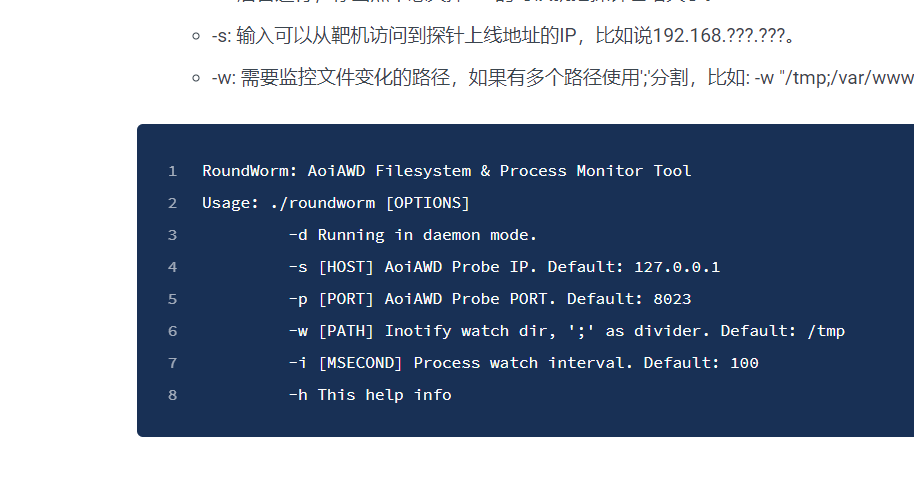 -s: 输入可以从靶机访问到探针上线地址的IP，比如说192.168.???.???。
-w: 需要监控文件变化的路径，如果有多个路径使用';'分割，比如: -w "/tmp;/var/www
1 RoundWorm: AoiAWD Filesystem & Process Monitor Tool
2 Usage: ./roundworm [OPTIONS]
3 -d Running in daemon mode.
4 -s [HOST] AoiAWD Probe IP. Default: 127.0.0.1
5 -p [PORT] AoiAWD Probe PORT. Default: 8023
6 -w [PATH] Inotify watch dir, ';' as divider. Default: /tmp
7 -i [MSECOND] Process watch interval. Default: 100
8 -h This help info